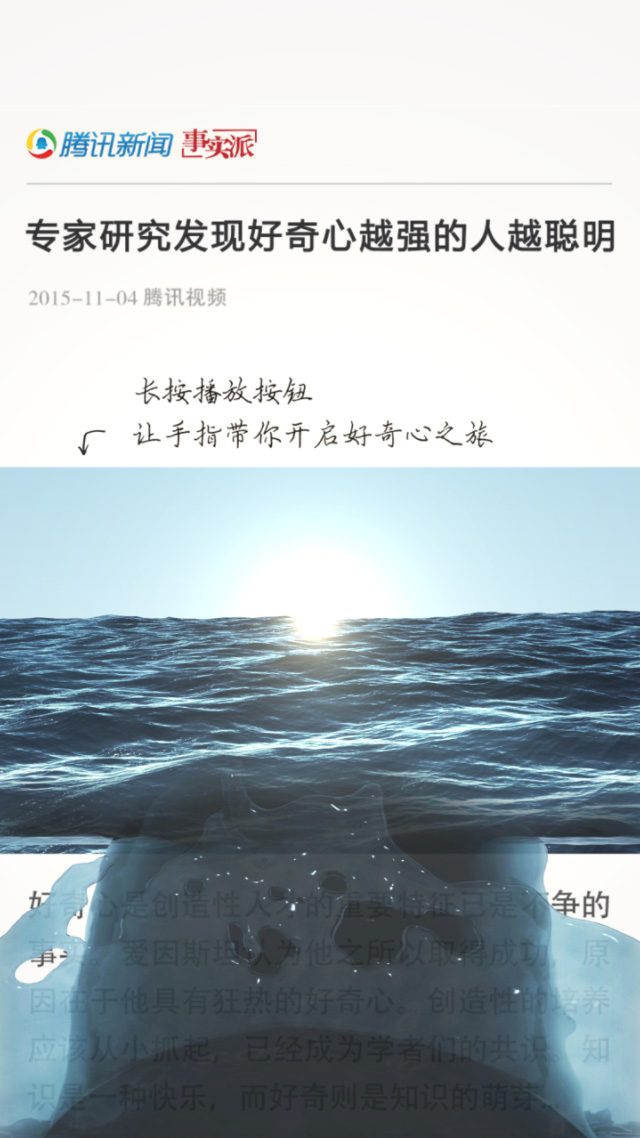 腾讯新闻 事实派
专家研究发现好奇心越强的人越聪明
2015-11-04 腾讯视频
长按播放按钮
让手指带你开启好奇心之旅
好奇心是创造性人才的重要特征已是不争的
事实。爱因斯坦认为他之所以取得成功，原
因在于他具有狂热的好奇心。创造性的培养
应该从小抓起，已经成为学者们的共识。知
识是一种快乐，而好奇则是知识的萌芽...